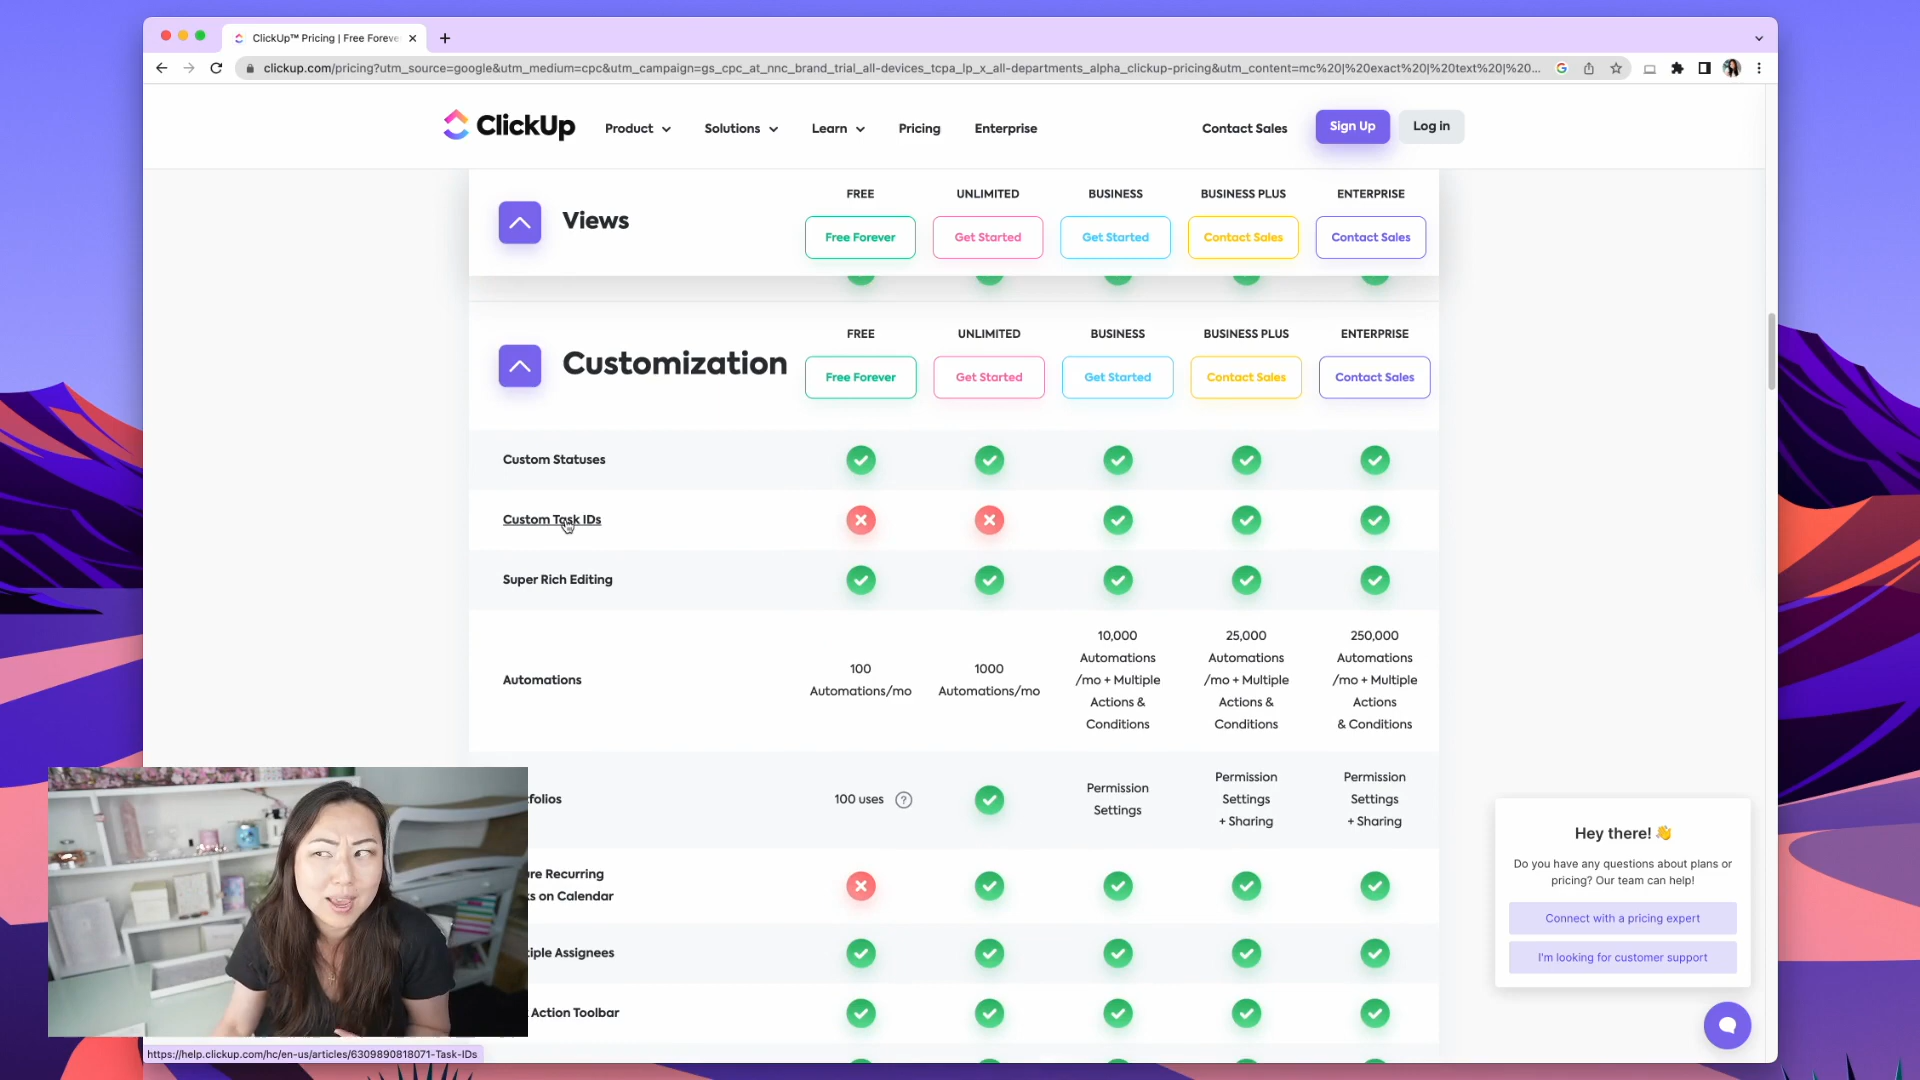 ClickUp™ Pricing | Free Foreve
clickup.com/pricing?utm_source=google&utm_medium=cpc&utm_campaign=gs_cpc_at_nnc_brand_trial_all-devices_tcpa_lp_x_all-departments_alpha_clickup-pricing&utm_content=mc%20|%20exact%20|%20text%20|%20...
ClickUp Product Solutions Learn Pricing Enterprise Contact Sales Sign Up Log in
FREE UNLIMITED BUSINESS BUSINESS PLUS ENTERPRISE
Views
Free Forever Get Started Get Started Contact Sales Contact Sales
FREE UNLIMITED BUSINESS BUSINESS PLUS ENTERPRISE
Customization
Free Forever Get Started Get Started Contact Sales Contact Sales
Custom Statuses
Custom Task IDs
Super Rich Editing
Automations
100
Automations/mo
1000
Automations/mo
10,000
Automations
/mo + Multiple
Actions &
Conditions
25,000
Automations
/mo + Multiple
Actions &
Conditions
250,000
Automations
/mo + Multiple
Actions
& Conditions
tfolios
100 uses ?
Permission
Settings
Permission
Settings
+ Sharing
Permission
Settings
+ Sharing
re Recurring
s on Calendar
iple Assignees
Action Toolbar
Hey there! 👋
Do you have any questions about plans or
pricing? Our team can help!
Connect with a pricing expert
I'm looking for customer support
https://help.clickup.com/hc/en-us/articles/6309890818071-Task-IDs